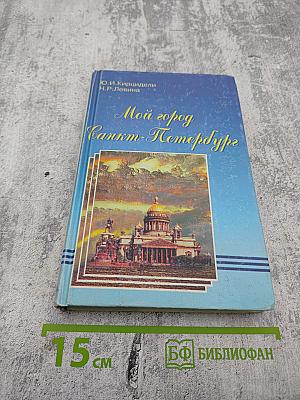 Ю.И.Кирцидели
Н.Р.Левина
Мой город
Санкт-Петербург
15 см
БФ БИБЛИОФАН